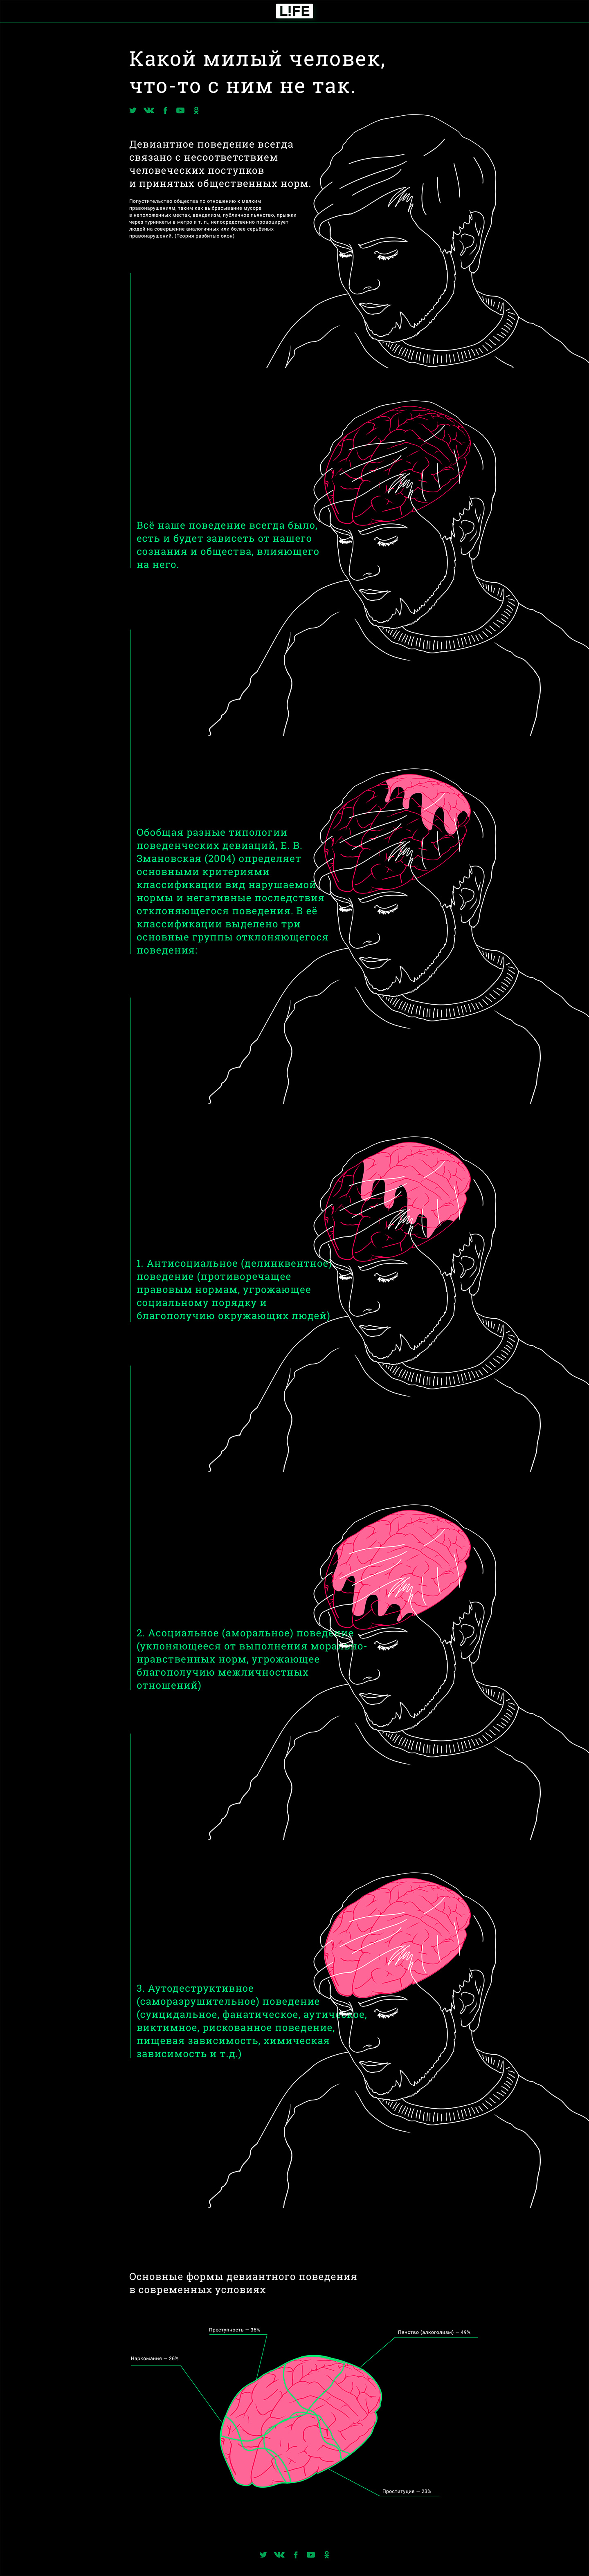 L!FE
Какой милый человек,
что-то с ним не так.
Девиантное поведение всегда
связано с несоответствием
человеческих поступков
и принятых общественных норм.
Попустительство общества по отношению к мелким
правонарушениям, таким как выбрасывание мусора
в неположенных местах, вандализм, публичное пьянство, прыжки
через турникеты в метро и т. п., непосредственно провоцирует
людей на совершение аналогичных или более серьёзных
правонарушений. (Теория разбитых окон)
Всё наше поведение всегда было,
есть и будет зависеть от нашего
сознания и общества, влияющего
на него.
Обобщая разные типологии
поведенческих девиаций, Е. В.
Змановская (2004) определяет
основными критериями
классификации вид нарушаемой
нормы и негативные последствия
отклоняющегося поведения. В её
классификации выделено три
основные группы отклоняющегося
поведения:
1. Антисоциальное (делинквентное)
поведение (противоречащее
правовым нормам, угрожающее
социальному порядку и
благополучию окружающих людей)
2. Асоциальное (аморальное) поведение
(уклоняющееся от выполнения морально-
нравственных норм, угрожающее
благополучию межличностных
отношений)
3. Аутодеструктивное
(саморазрушительное) поведение
(суицидальное, фанатическое, аутическое,
виктимное, рискованное поведение,
пищевая зависимость, химическая
зависимость и т.д.)
Основные формы девиантного поведения
в современных условиях
Преступность — 36%
Пянство (алкоголизм) — 49%
Наркомания — 26%
Проституция — 23%